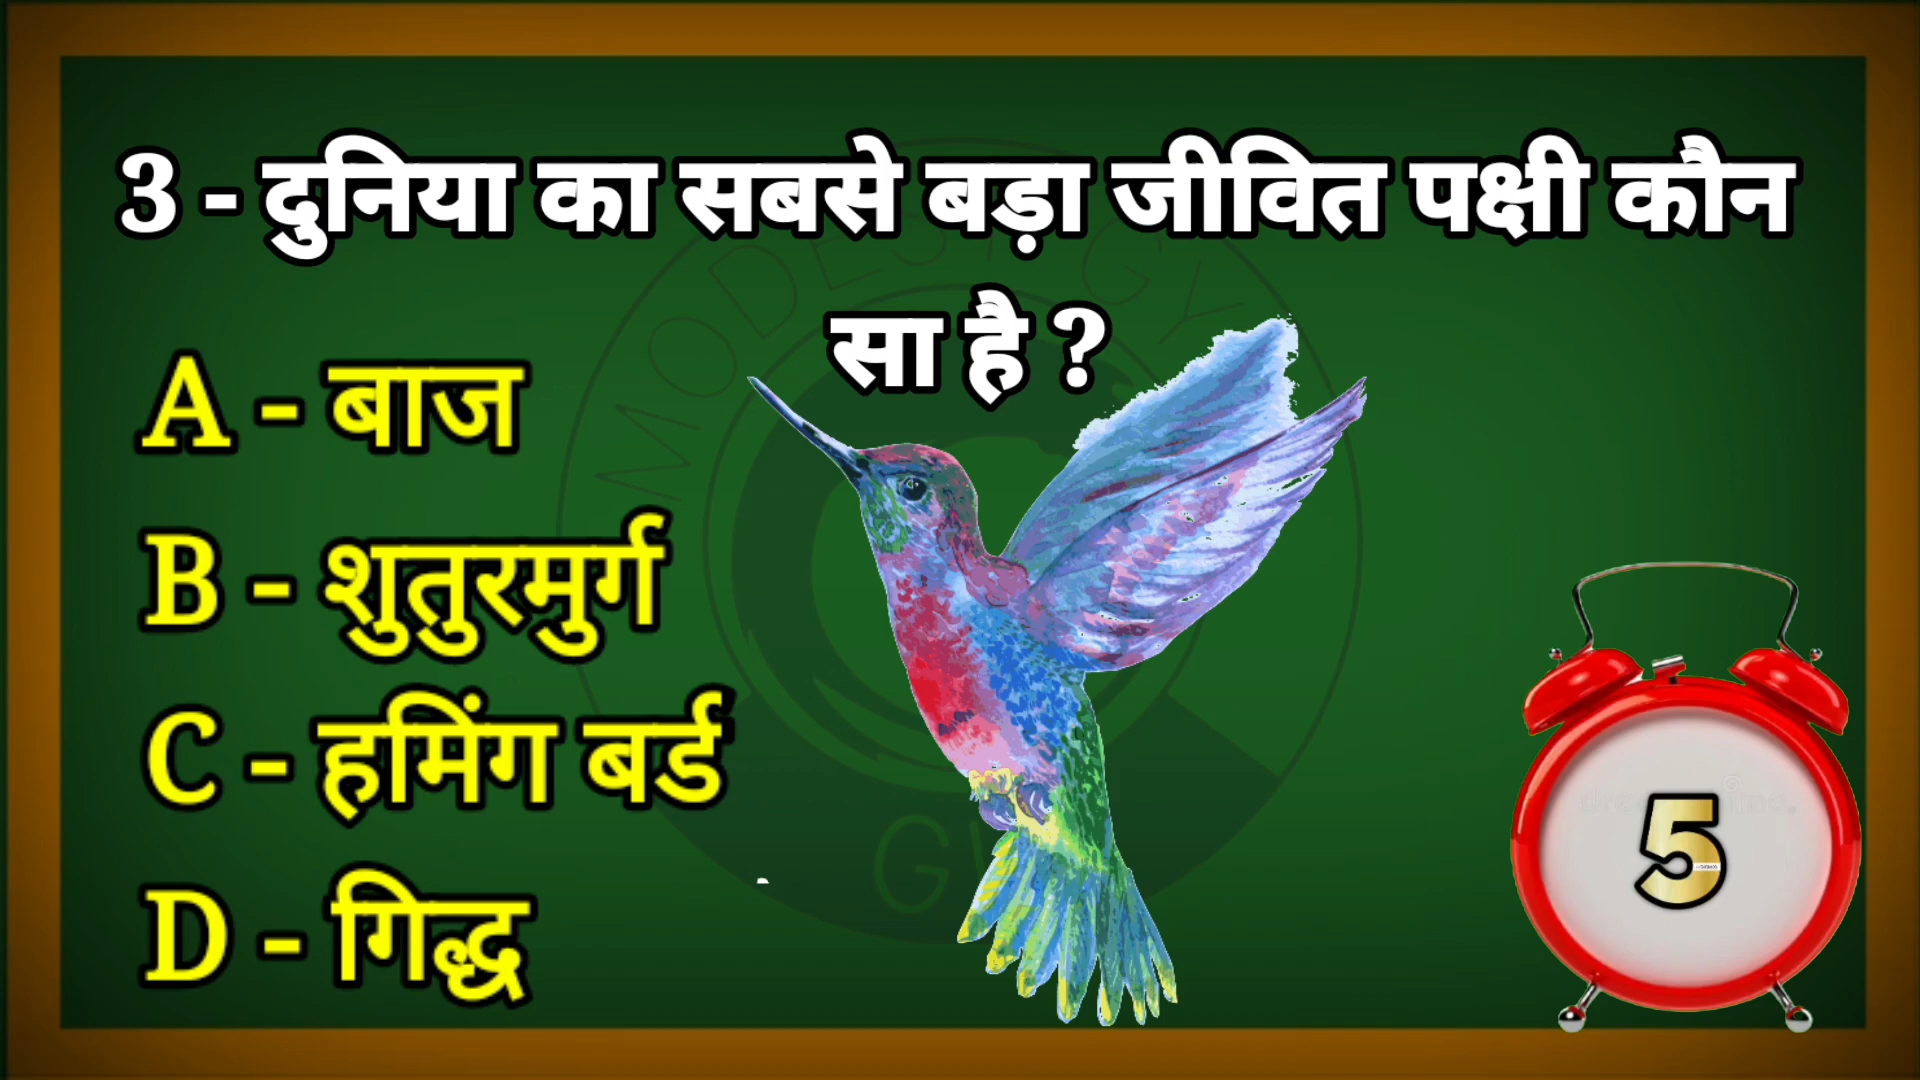 3 - दुनिया का सबसे बड़ा जीवित पक्षी कौन
सा है ?
A - बाज
B - शुतुरमुर्ग
C - हमिंग बर्ड
D - गिद्ध
5